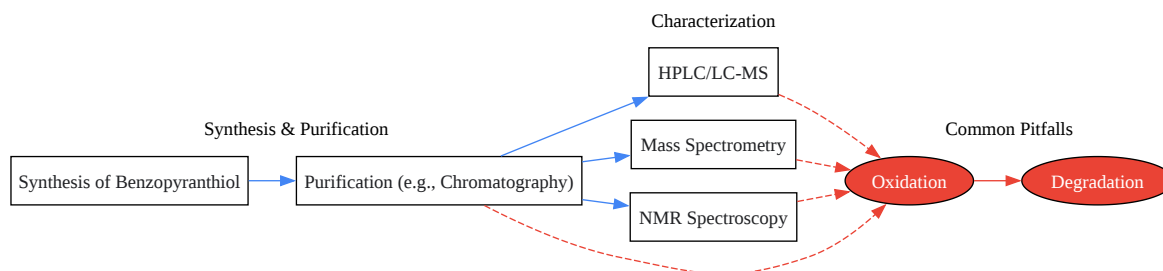 Characterization
HPLC/LC-MS
Synthesis & Purification
Mass Spectrometry
Common Pitfalls
Synthesis of Benzopyranthiol
Purification (e.g., Chromatography)
Oxidation
Degradation
NMR Spectroscopy